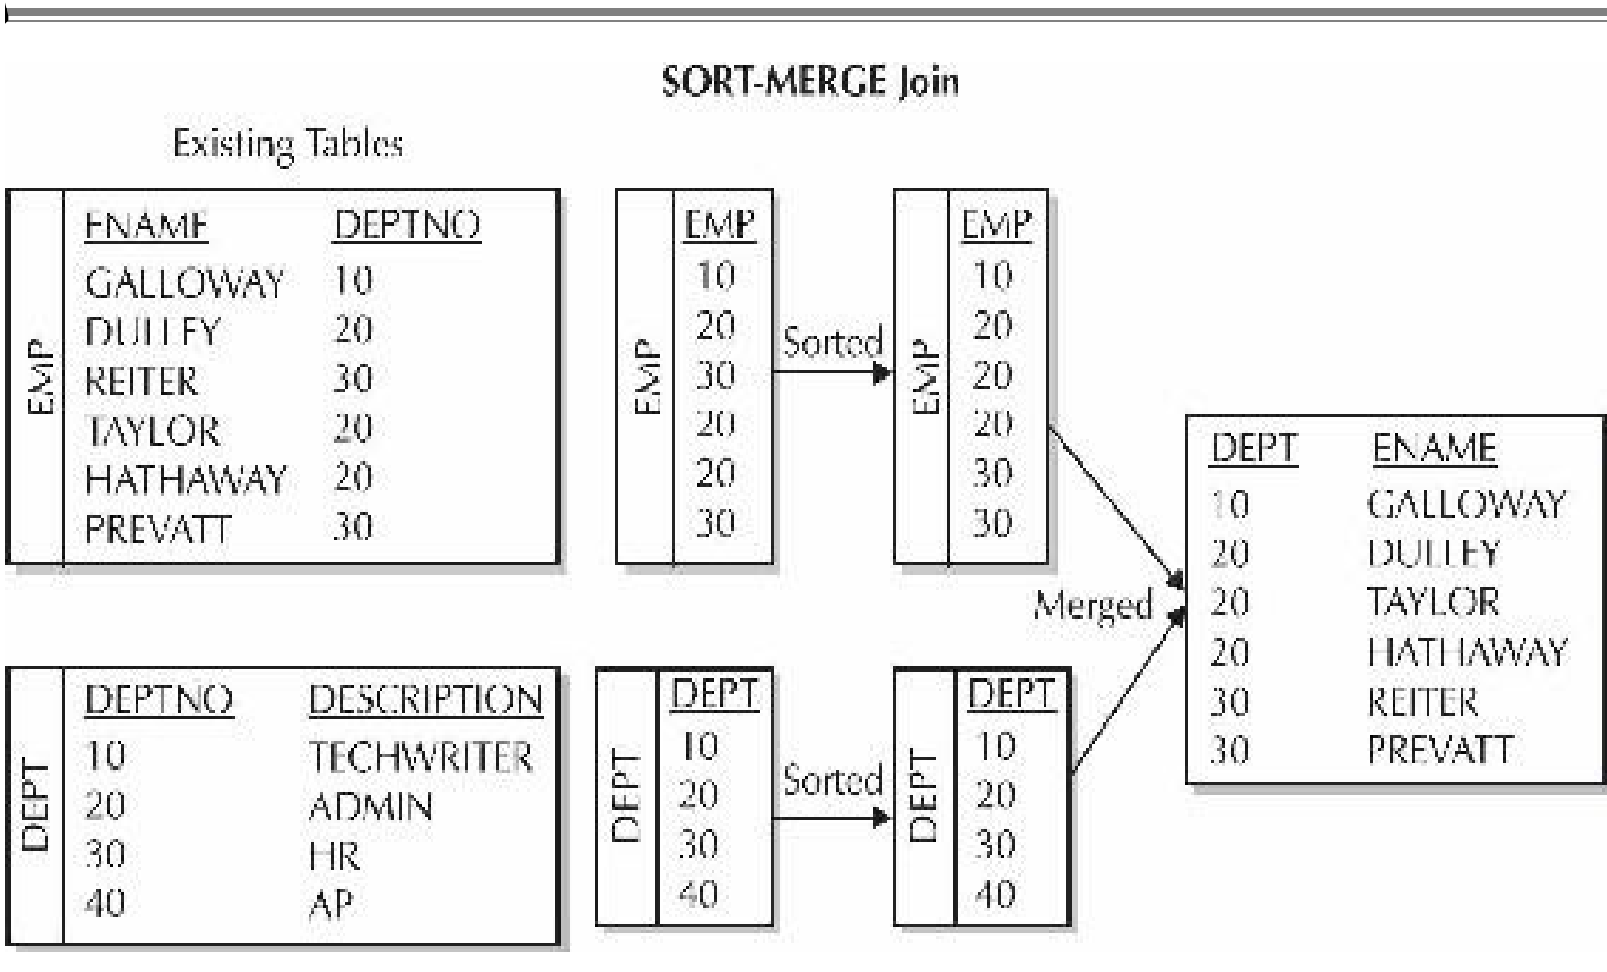 SORT-MERGE Join
Existing Tables
EMP
ENAME DEPTNO
GALLOWAY 10
DULLEY 20
REITER 30
TAYLOR 20
HATHAWAY 20
PREVATT 30
EMP
EMP
10
20
30
20
20
30
Sorted
EMP
EMP
10
20
20
20
30
30
DEPT
DEPTNO DESCRIPTION
10 TECHWRITER
20 ADMIN
30 HR
40 AP
DEPT
DEPT
10
20
30
40
Sorted
DEPT
DEPT
10
20
30
40
Merged
DEPT ENAME
10 GALLOWAY
20 DULLEY
20 TAYLOR
20 HATHAWAY
30 REITER
30 PREVATT